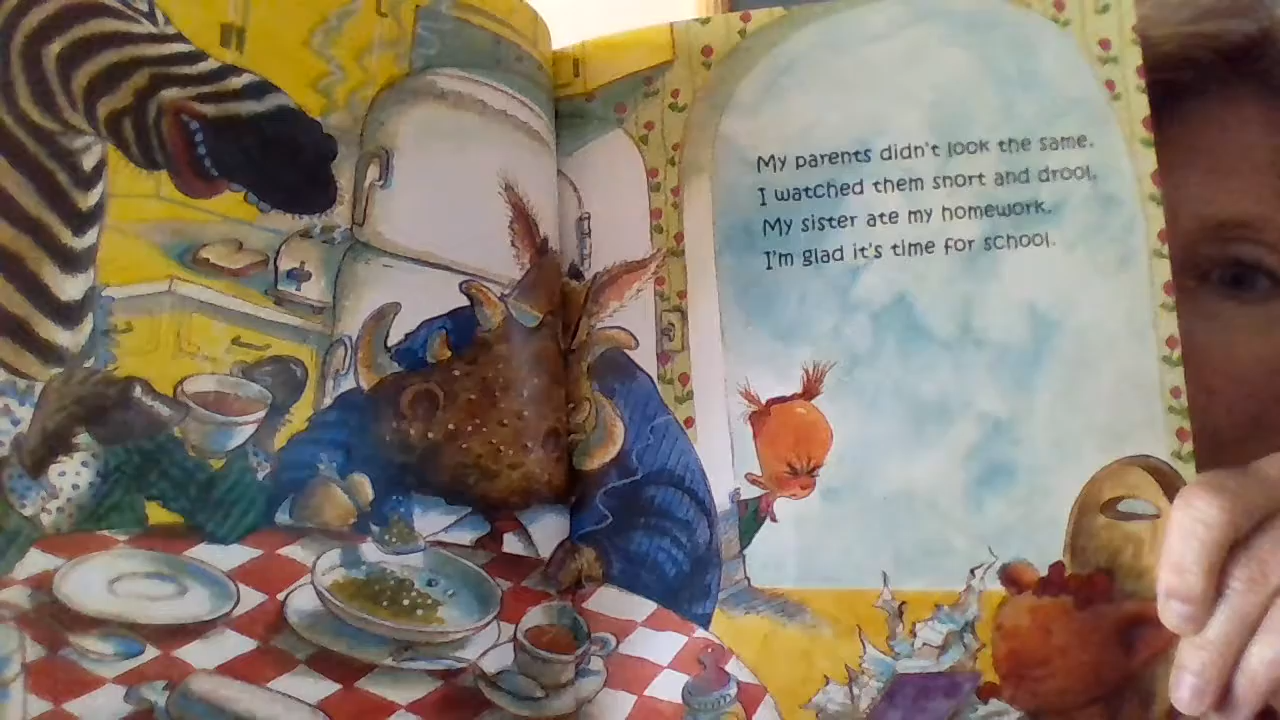 My parents didn't look the same.
I watched them snort and drool.
My sister ate my homework.
I'm glad it's time for school.